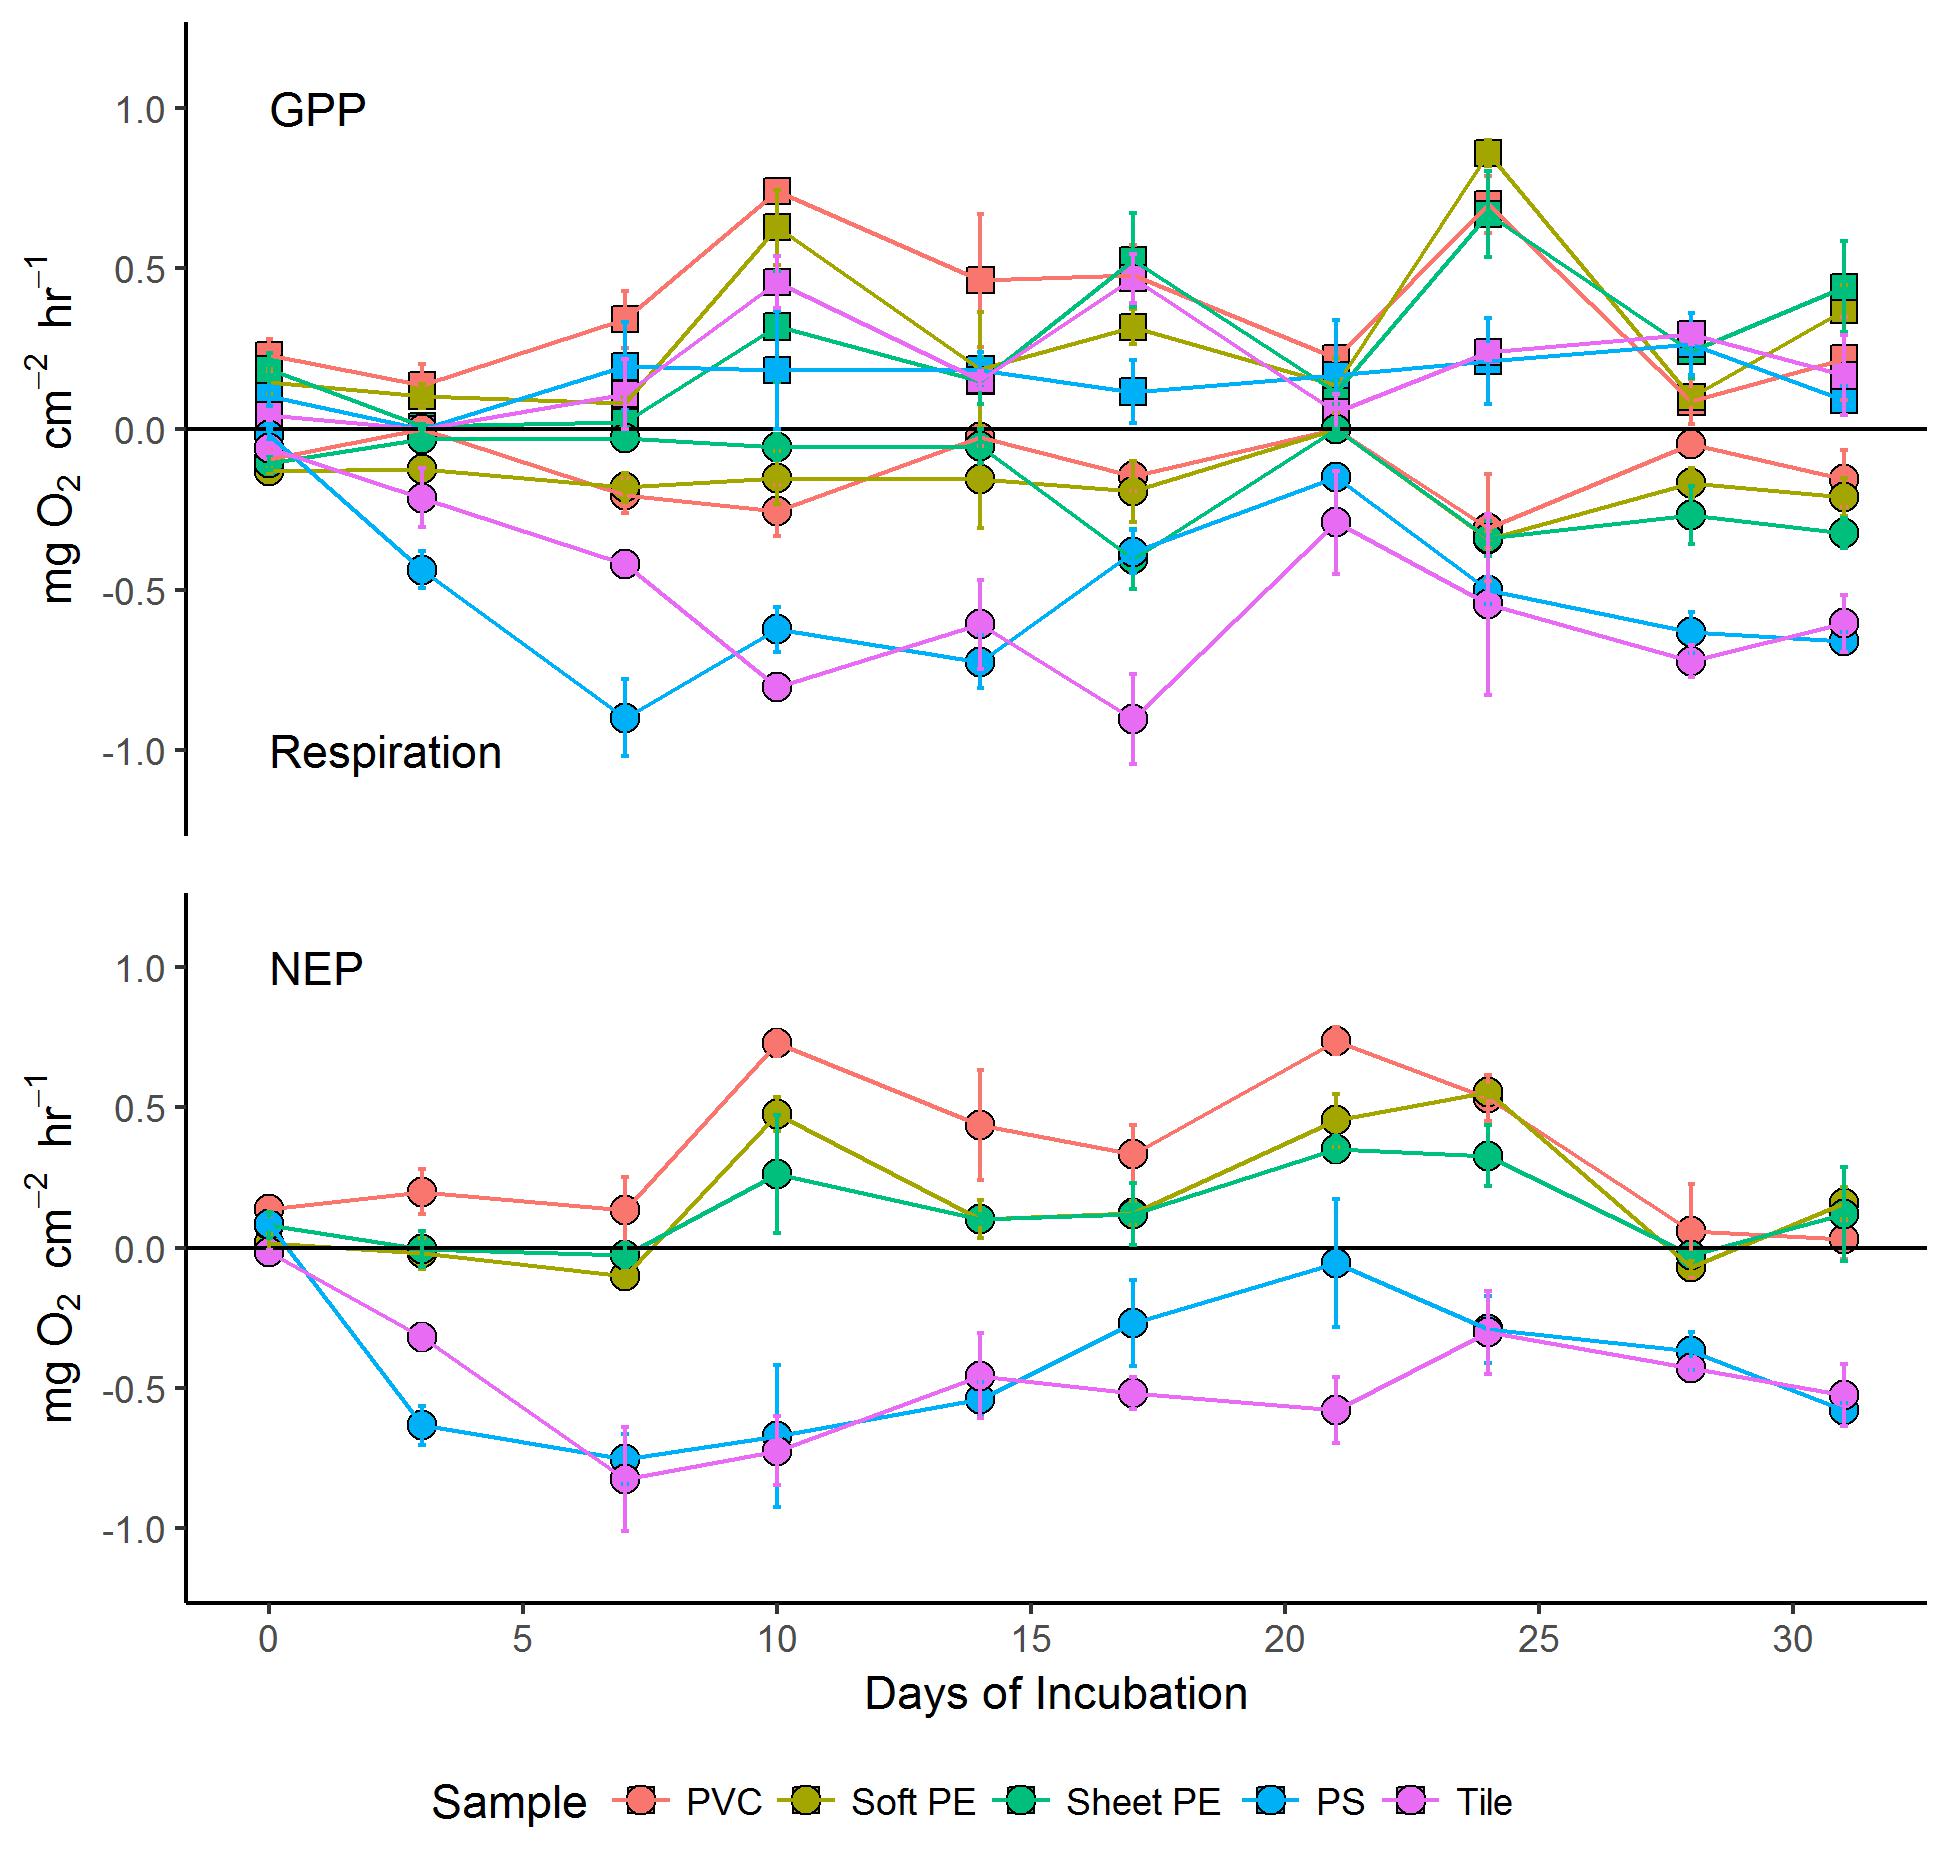 GPP
1.0
0.5
0.0
-0.5
-1.0
mg O₂ cm⁻² hr⁻¹
Respiration
NEP
1.0
0.5
0.0
-0.5
-1.0
mg O₂ cm⁻² hr⁻¹
0 5 10 15 20 25 30
Days of Incubation
Sample PVC Soft PE Sheet PE PS Tile